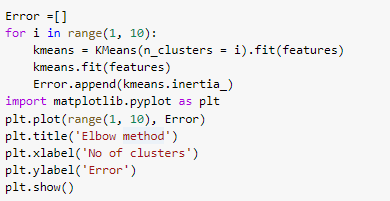 Error =[]
for i in range(1, 10):
    kmeans = KMeans(n_clusters = i).fit(features)
    kmeans.fit(features)
    Error.append(kmeans.inertia_)
import matplotlib.pyplot as plt
plt.plot(range(1, 10), Error)
plt.title('Elbow method')
plt.xlabel('No of clusters')
plt.ylabel('Error')
plt.show()